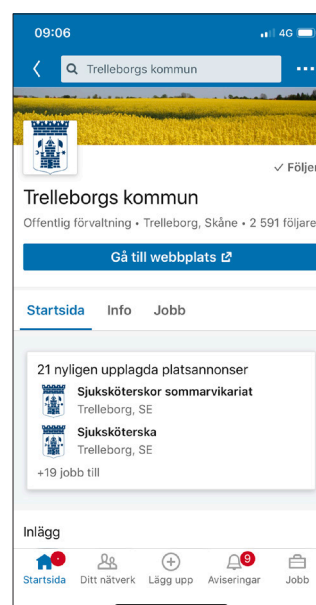 09:06
4G
Trelleborgs kommun
Följer
Trelleborgs kommun
Offentlig förvaltning • Trelleborg, Skåne • 2 591 följare
Gå till webbplats
Startsida Info Jobb
21 nyligen upplagda platsannonser
Sjuksköterskor sommarvikariat
Trelleborg, SE
Sjuksköterska
Trelleborg, SE
+19 jobb till
Inlägg
9
Startsida Ditt nätverk Lägg upp Aviseringar Jobb